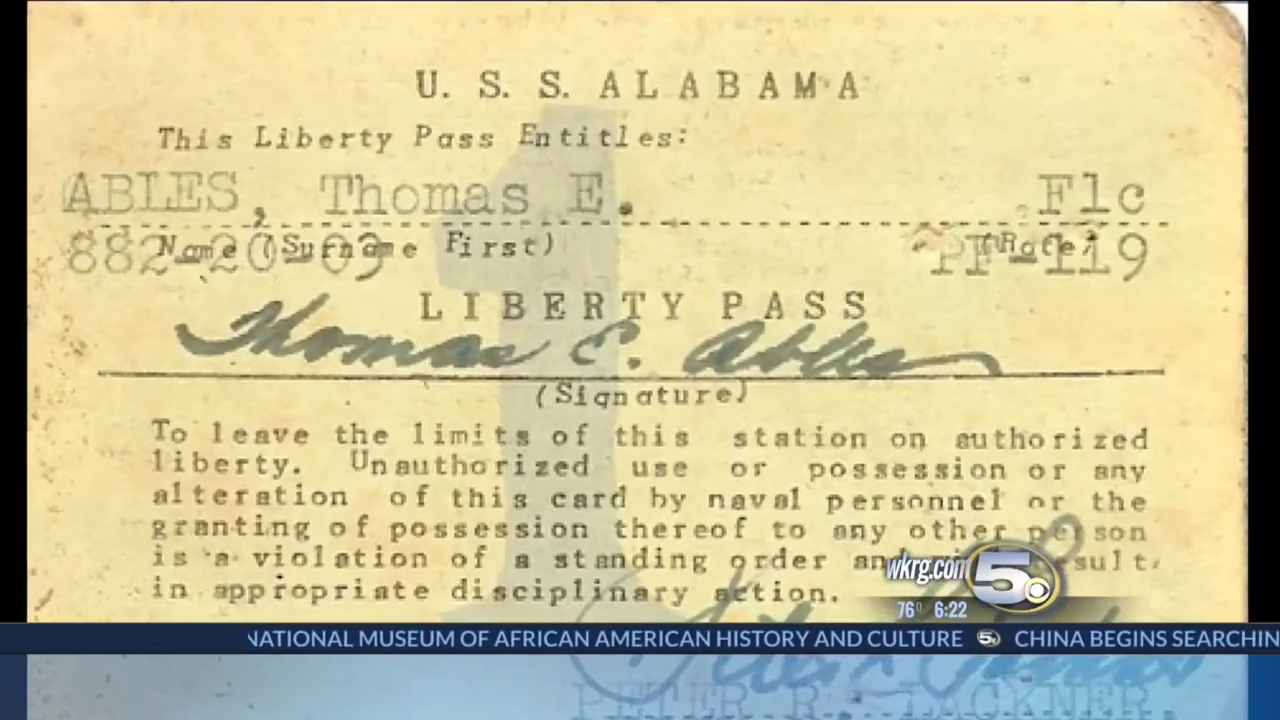 U. S. S. ALABAMA
This Liberty Pass Entitles:
ABLES, Thomas E. F1c
Name (Surname First) (Rate)
882-20-09 PF-119
LIBERTY PASS
Thomas E. Ables
(Signature)
To leave the limits of this station on authorized
liberty. Unauthorized use or possession or any
alteration of this card by naval personnel or the
granting of possession thereof to any other person
is a violation of a standing order
in appropriate disciplinary action.
1
wkrg.com 5
76° 6:22
NATIONAL MUSEUM OF AFRICAN AMERICAN HISTORY AND CULTURE 5 CHINA BEGINS SEARCHIN
PETER R. LACKNER.